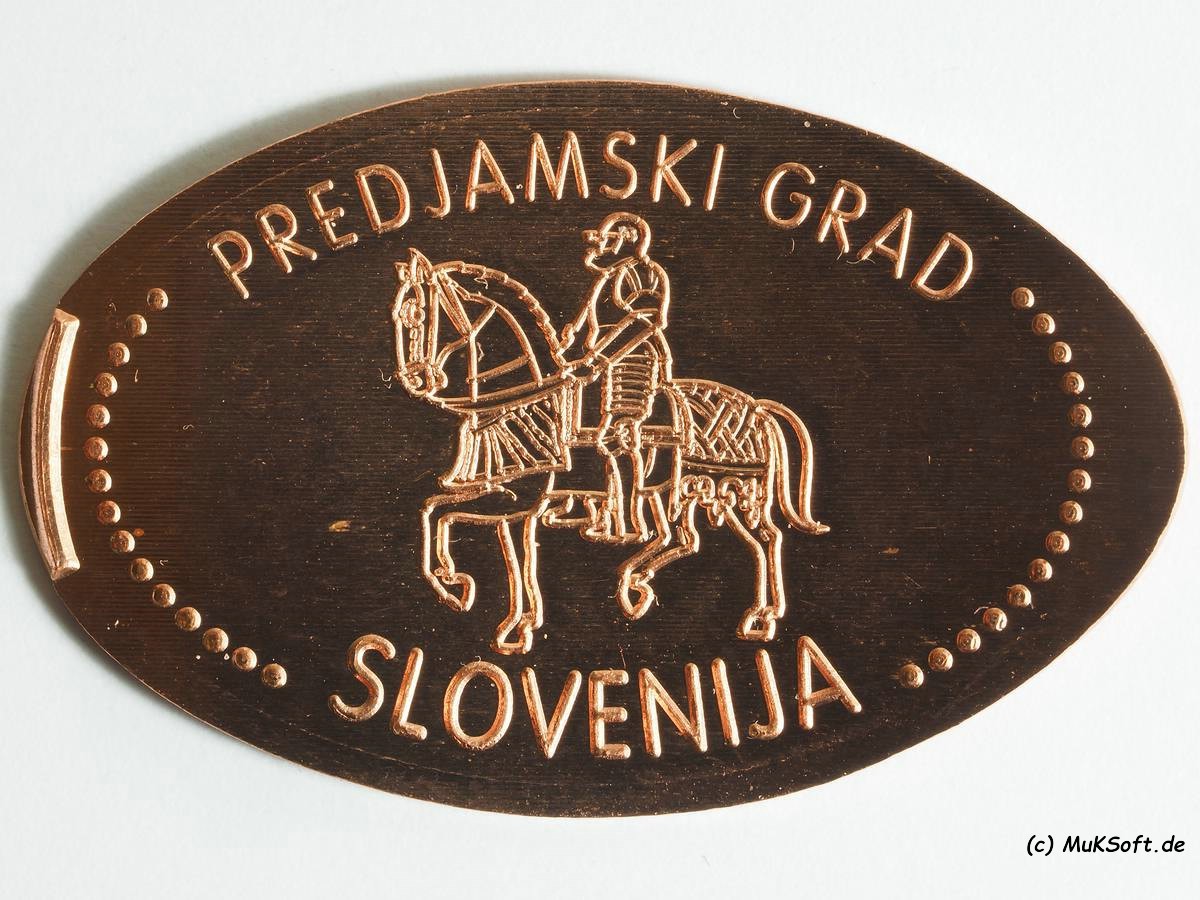 PREDJAMSKI GRAD
SLOVENIJA
(c) MuKSoft.de